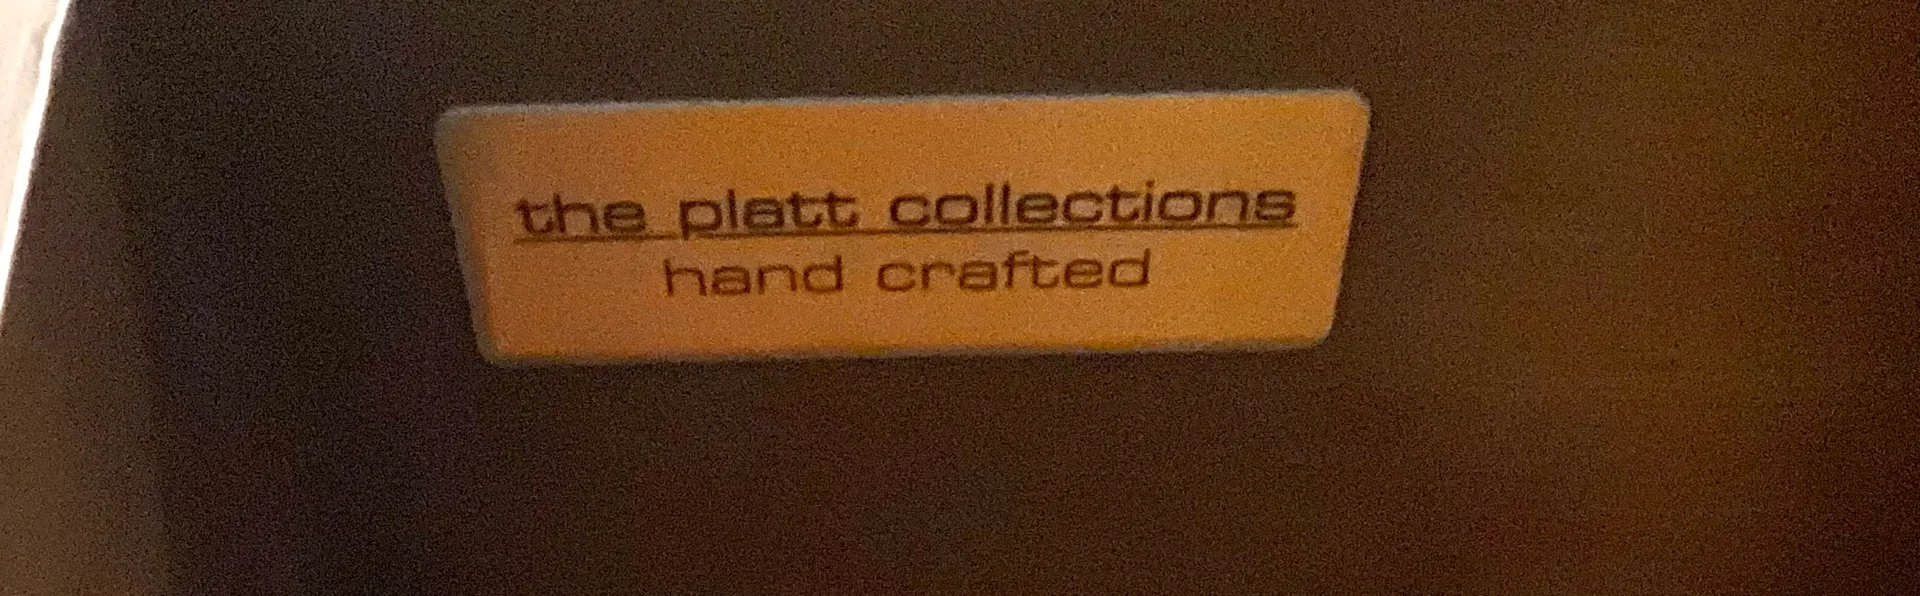 the platt collections
hand crafted